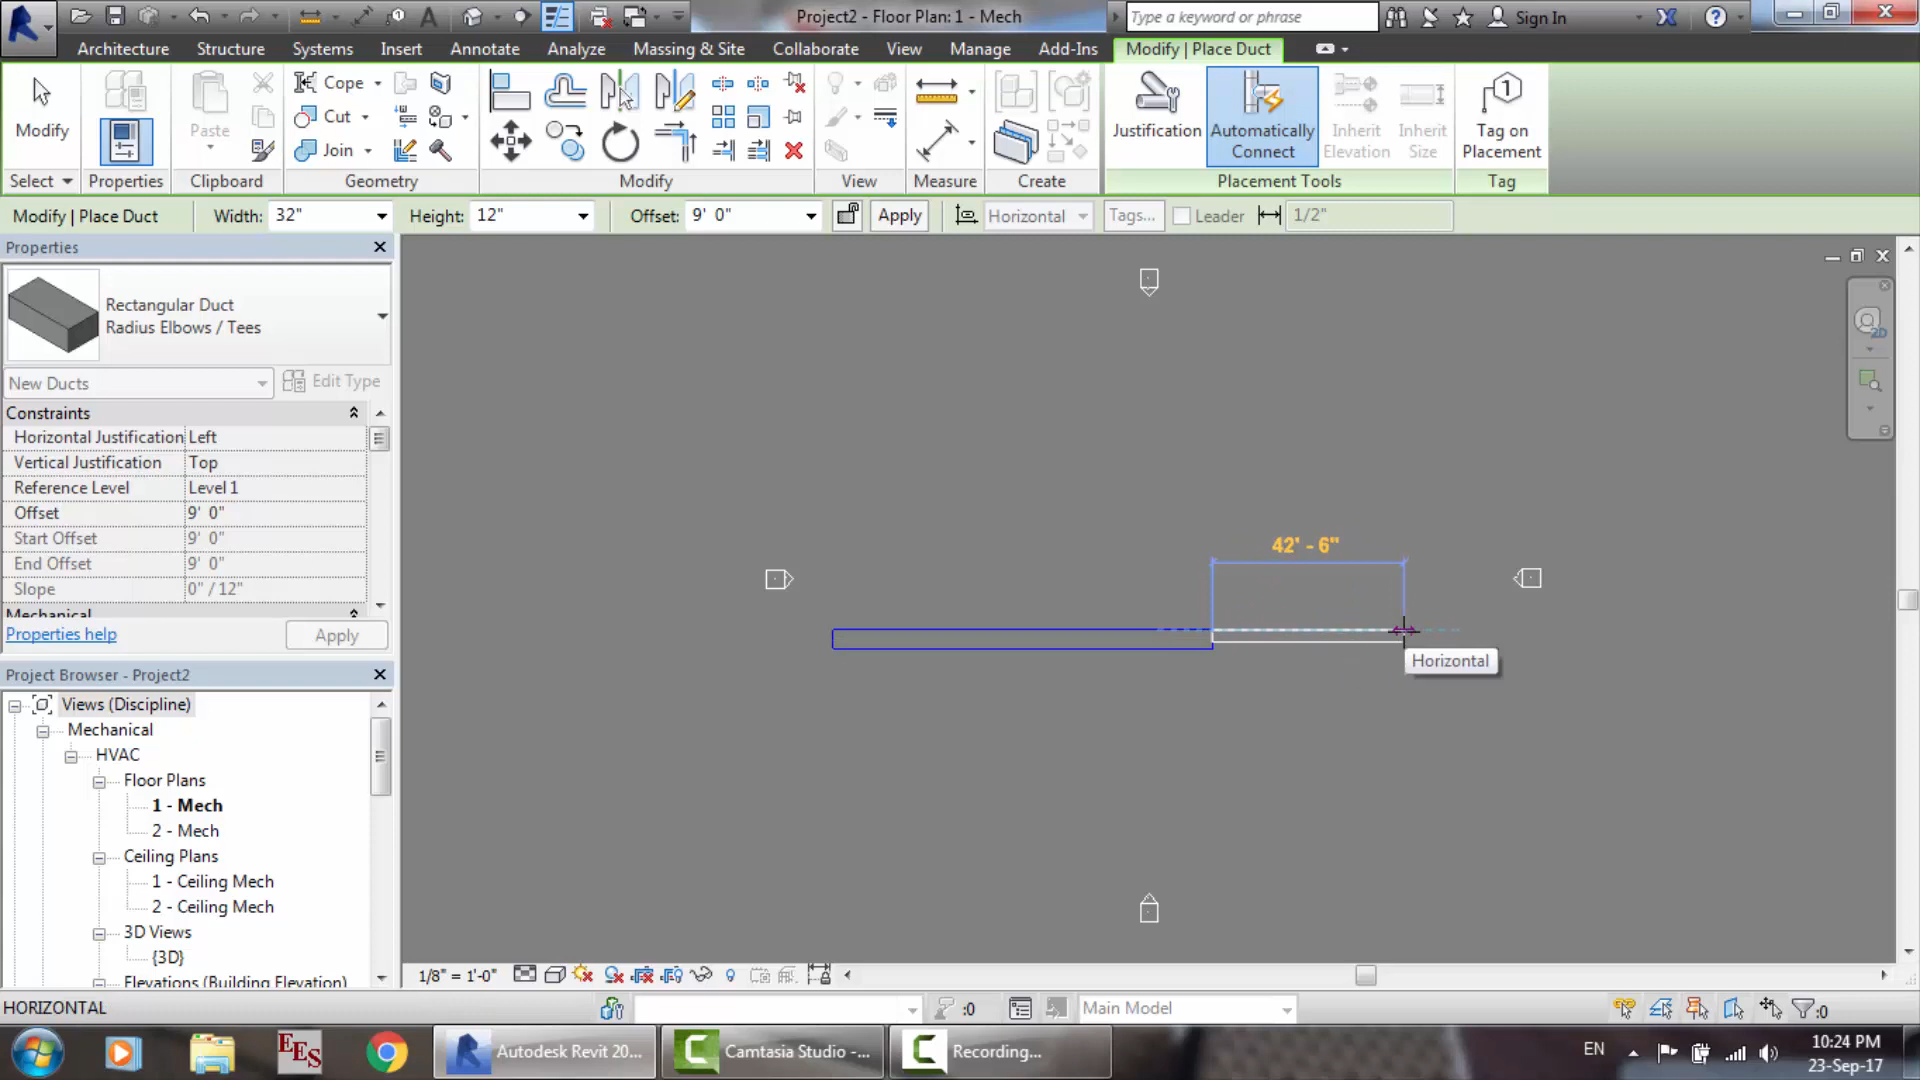 Project2 - Floor Plan: 1 - Mech
Type a keyword or phrase
Sign In
Architecture
Structure
Systems
Insert
Annotate
Analyze
Massing & Site
Collaborate
View
Manage
Add-Ins
Modify | Place Duct
Modify
Paste
Cope
Cut
Join
Justification
Automatically
Connect
Inherit
Elevation
Inherit
Size
Tag on
Placement
Select
Properties
Clipboard
Geometry
Modify
View
Measure
Create
Placement Tools
Tag
Modify | Place Duct
Width: 32"
Height: 12"
Offset: 9' 0"
Apply
Horizontal
Tags...
Leader
1/2"
Properties
Rectangular Duct
Radius Elbows / Tees
New Ducts
Edit Type
Constraints
Horizontal Justification Left
Vertical Justification Top
Reference Level Level 1
Offset 9' 0"
Start Offset 9' 0"
End Offset 9' 0"
Slope 0" / 12"
Mechanical
Properties help
Apply
Project Browser - Project2
Views (Discipline)
Mechanical
HVAC
Floor Plans
1 - Mech
2 - Mech
Ceiling Plans
1 - Ceiling Mech
2 - Ceiling Mech
3D Views
{3D}
Elevations (Building Elevation)
42' - 6"
Horizontal
2D
1/8" = 1'-0"
HORIZONTAL
:0
Main Model
:0
EES
Autodesk Revit 20...
Camtasia Studio -...
Recording...
EN
10:24 PM
23-Sep-17